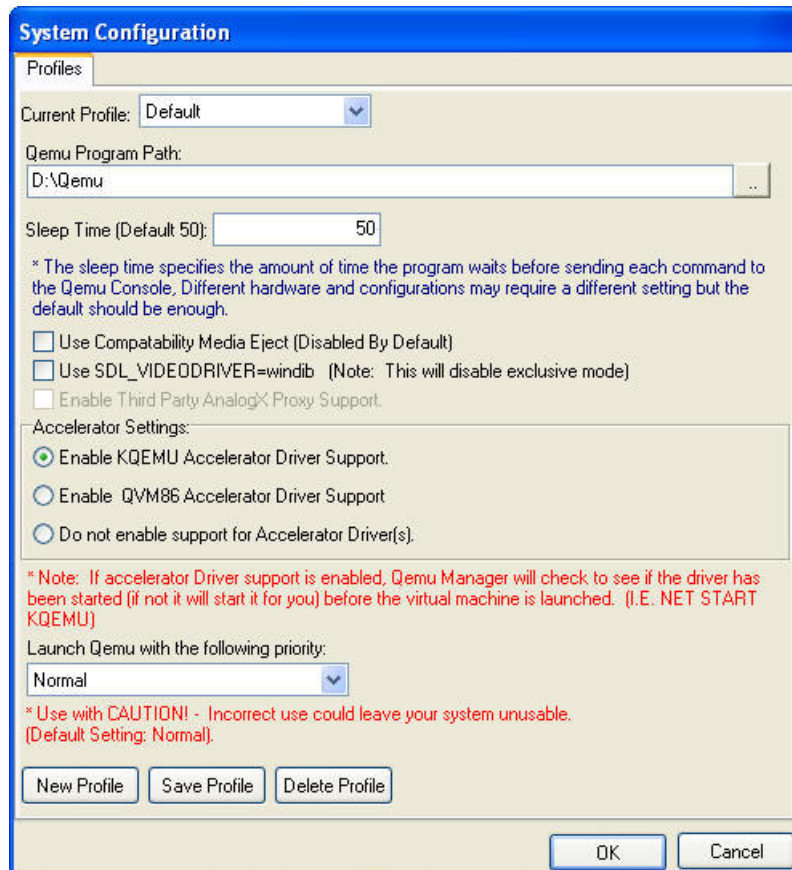 System Configuration
Profiles
Current Profile: Default
Qemu Program Path:
D:\Qemu
..
Sleep Time (Default 50): 50
* The sleep time specifies the amount of time the program waits before sending each command to
the Qemu Console, Different hardware and configurations may require a different setting but the
default should be enough.
Use Compatability Media Eject (Disabled By Default)
Use SDL_VIDEODRIVER=windib (Note: This will disable exclusive mode)
Enable Third Party AnalogX Proxy Support.
Accelerator Settings:
Enable KQEMU Accelerator Driver Support.
Enable QVM86 Accelerator Driver Support
Do not enable support for Accelerator Driver(s).
* Note: If accelerator Driver support is enabled, Qemu Manager will check to see if the driver has
been started (if not it will start it for you) before the virtual machine is launched. (I.E. NET START
KQEMU)
Launch Qemu with the following priority:
Normal
* Use with CAUTION! - Incorrect use could leave your system unusable.
(Default Setting: Normal).
New Profile Save Profile Delete Profile
OK Cancel